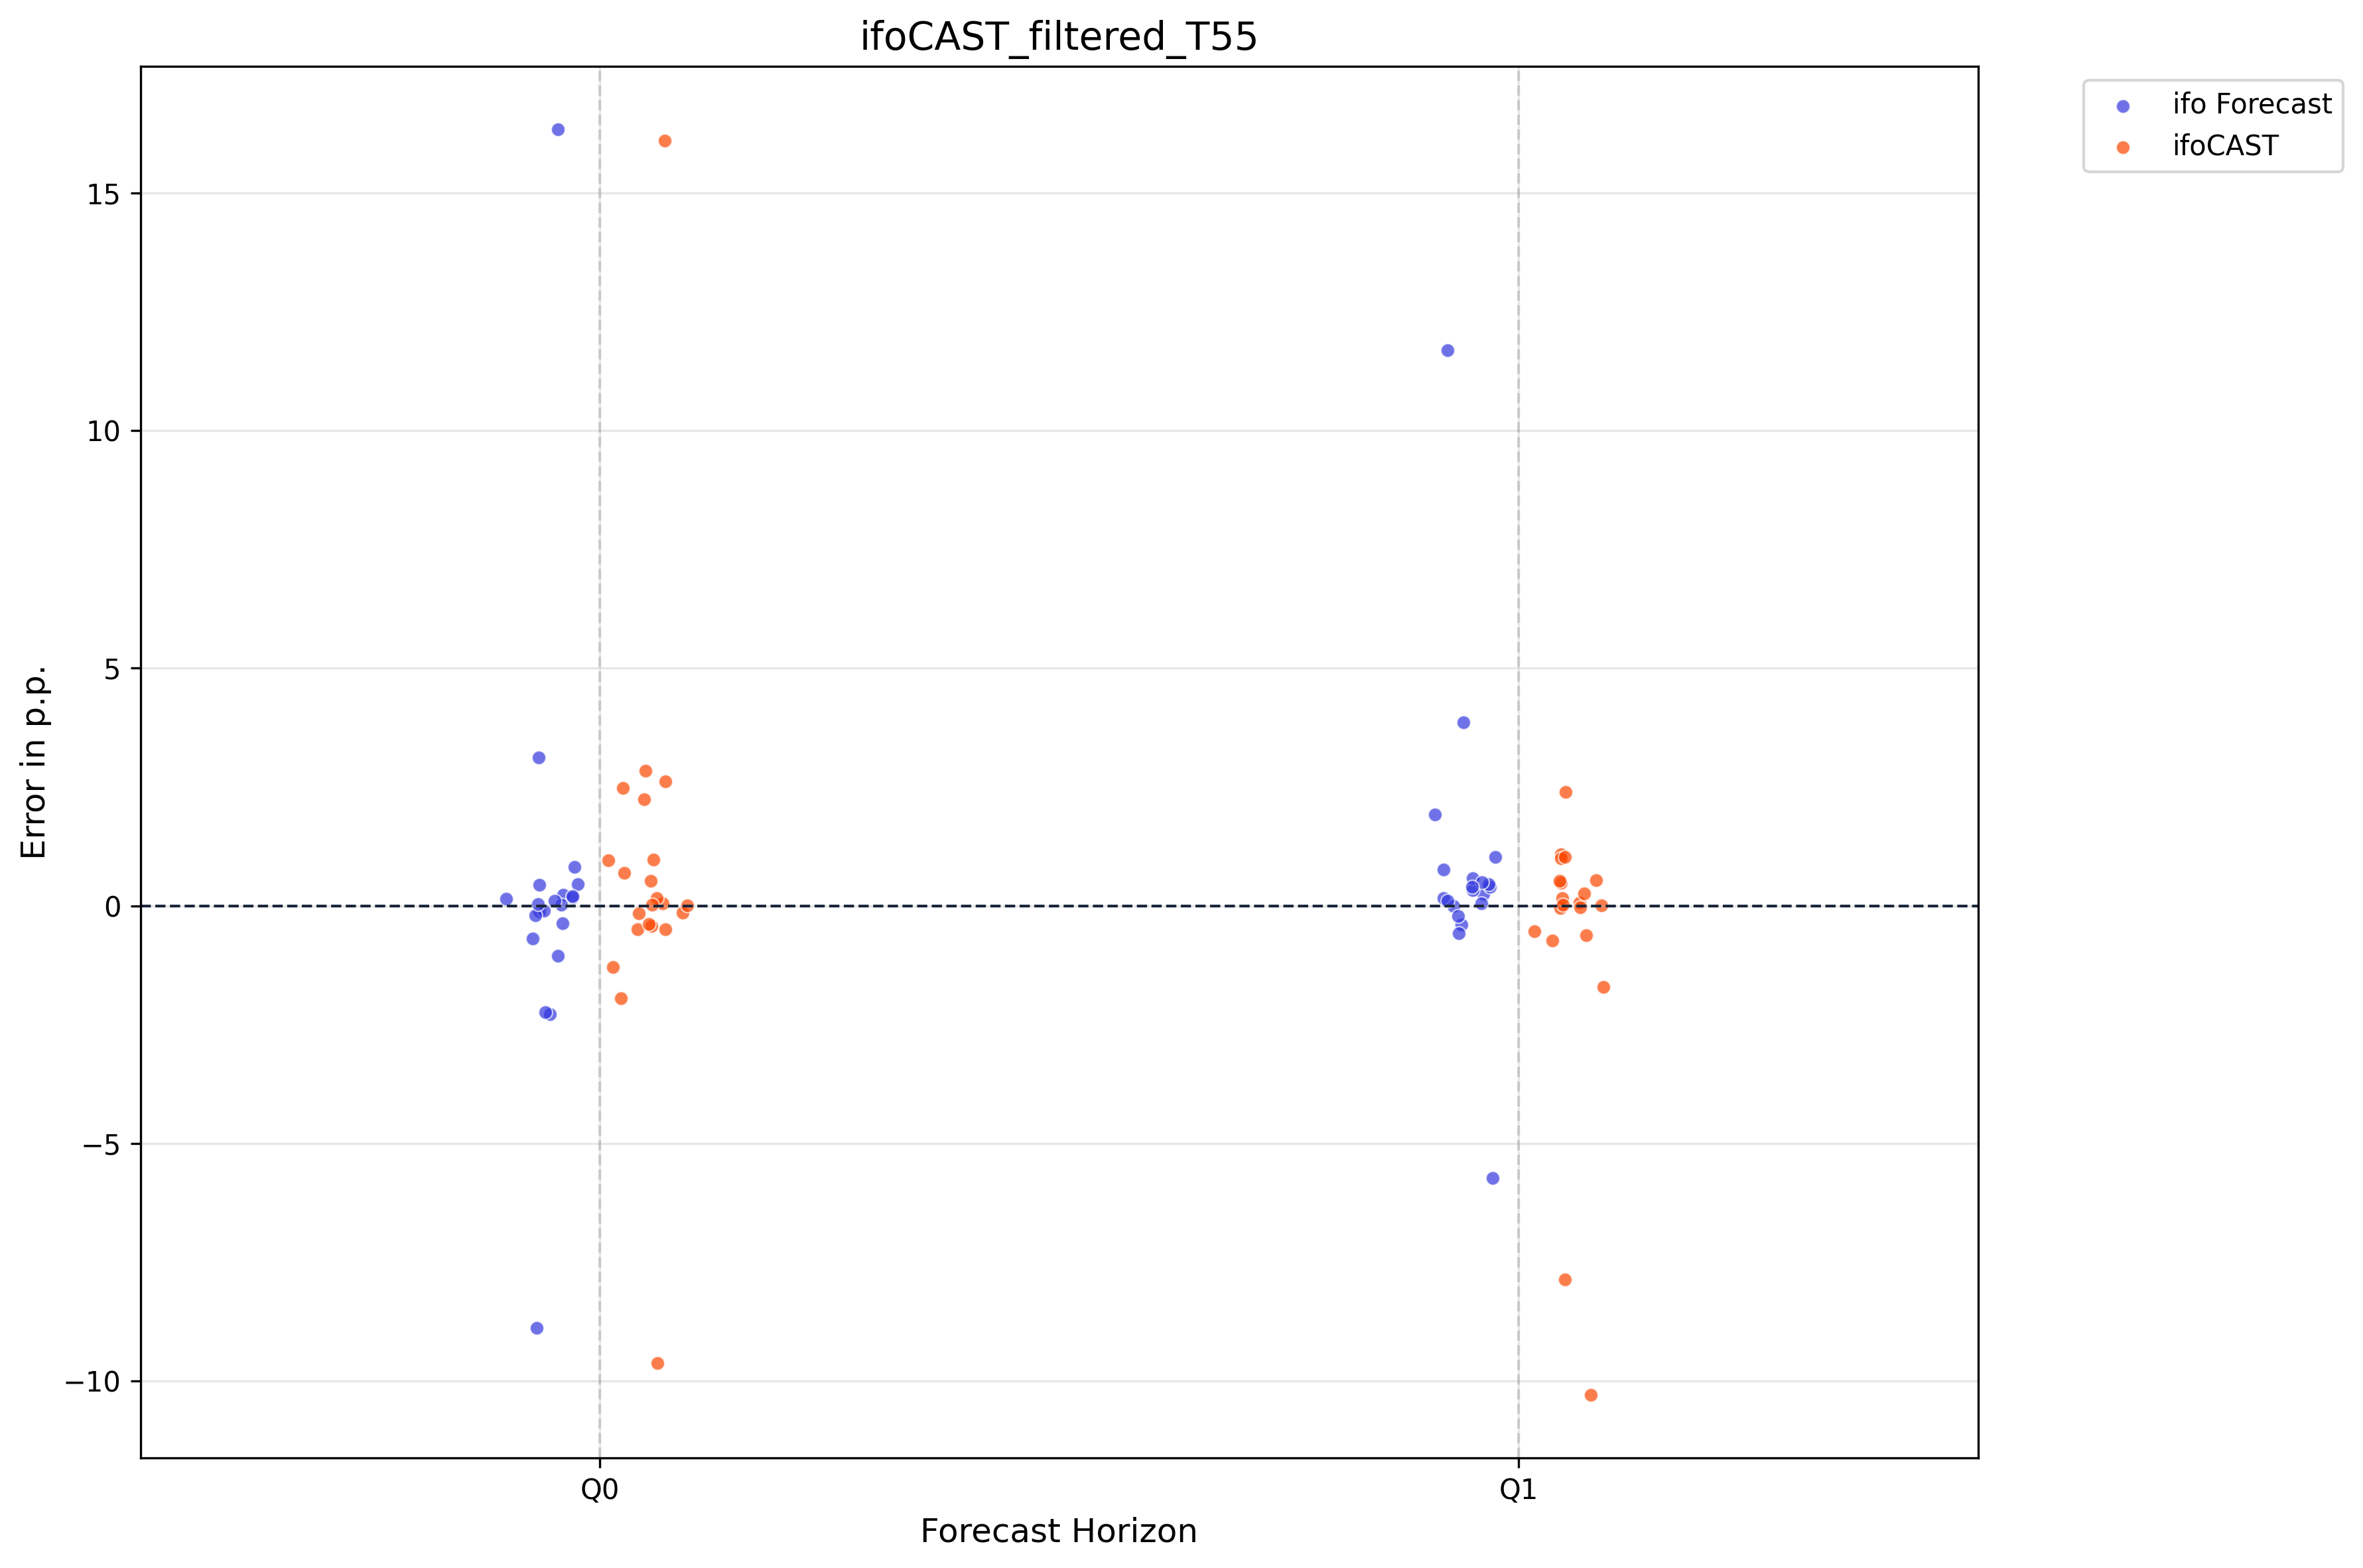 ifoCAST_filtered_T55
ifo Forecast
ifoCAST
15
10
5
0
−5
−10
Error in p.p.
Q0
Q1
Forecast Horizon